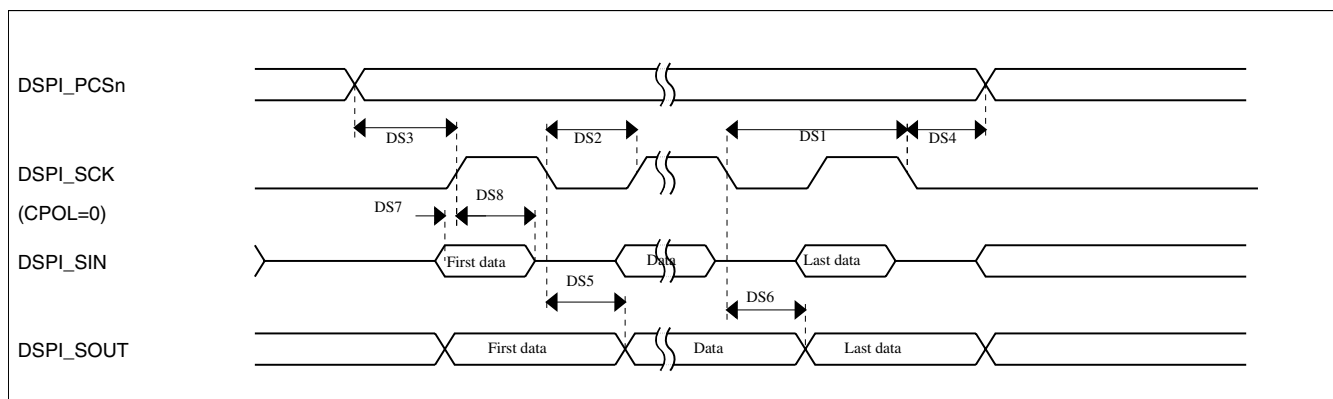 DSPI_PCSn
DS3
DS2
DS1
DS4
DSPI_SCK
(CPOL=0)
DS7
DS8
DSPI_SIN
First data
Data
Last data
DS5
DS6
DSPI_SOUT
First data
Data
Last data